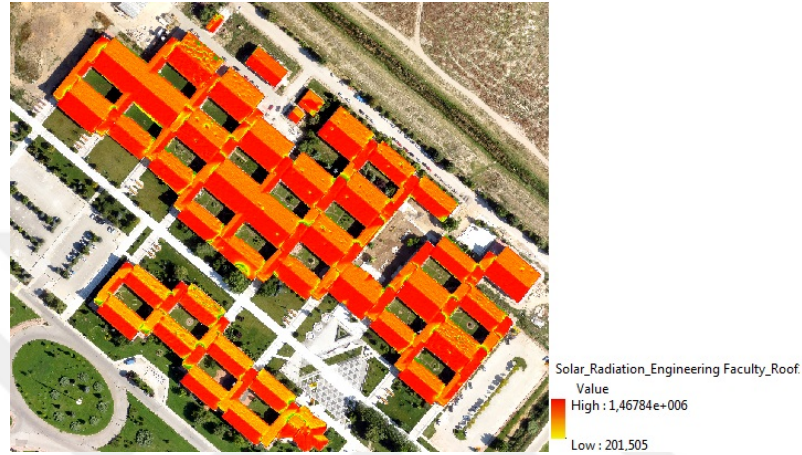 Solar_Radiation_Engineering Faculty_Roof
Value
High : 1,46784e+006
Low : 201,505